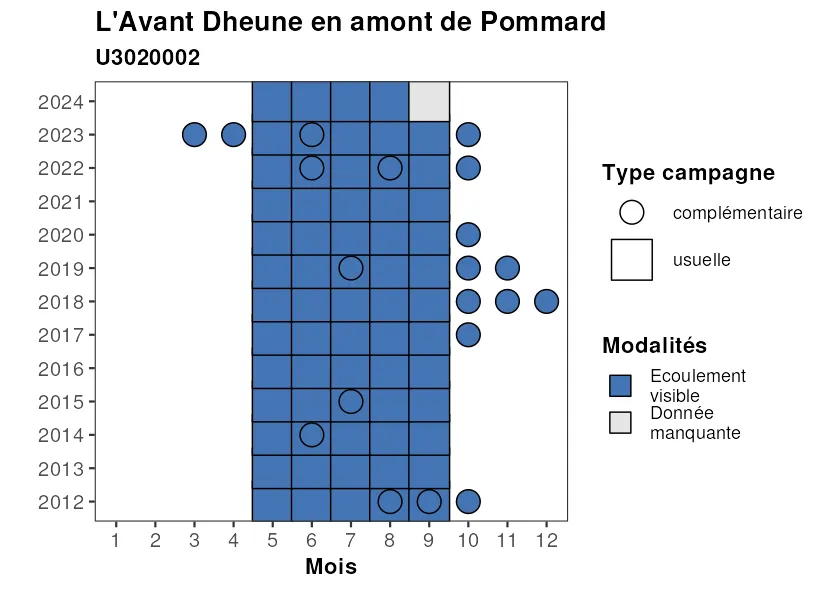 L'Avant Dheune en amont de Pommard
U3020002
2024
2023
2022
2021
2020
2019
2018
2017
2016
2015
2014
2013
2012
1 2 3 4 5 6 7 8 9 10 11 12
Mois
Type campagne
complémentaire
usuelle
Modalités
Ecoulement
visible
Donnée
manquante